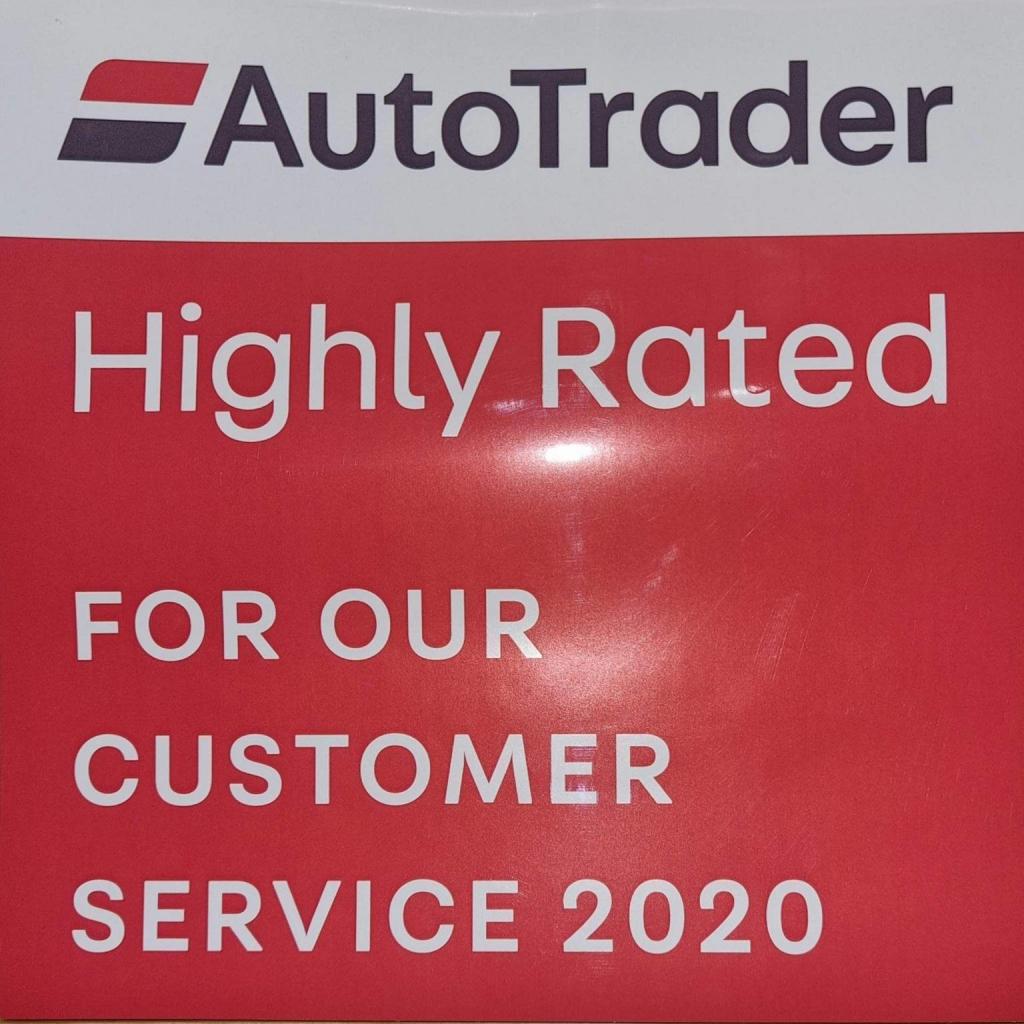 AutoTrader
Highly Rated
FOR OUR
CUSTOMER
SERVICE 2020